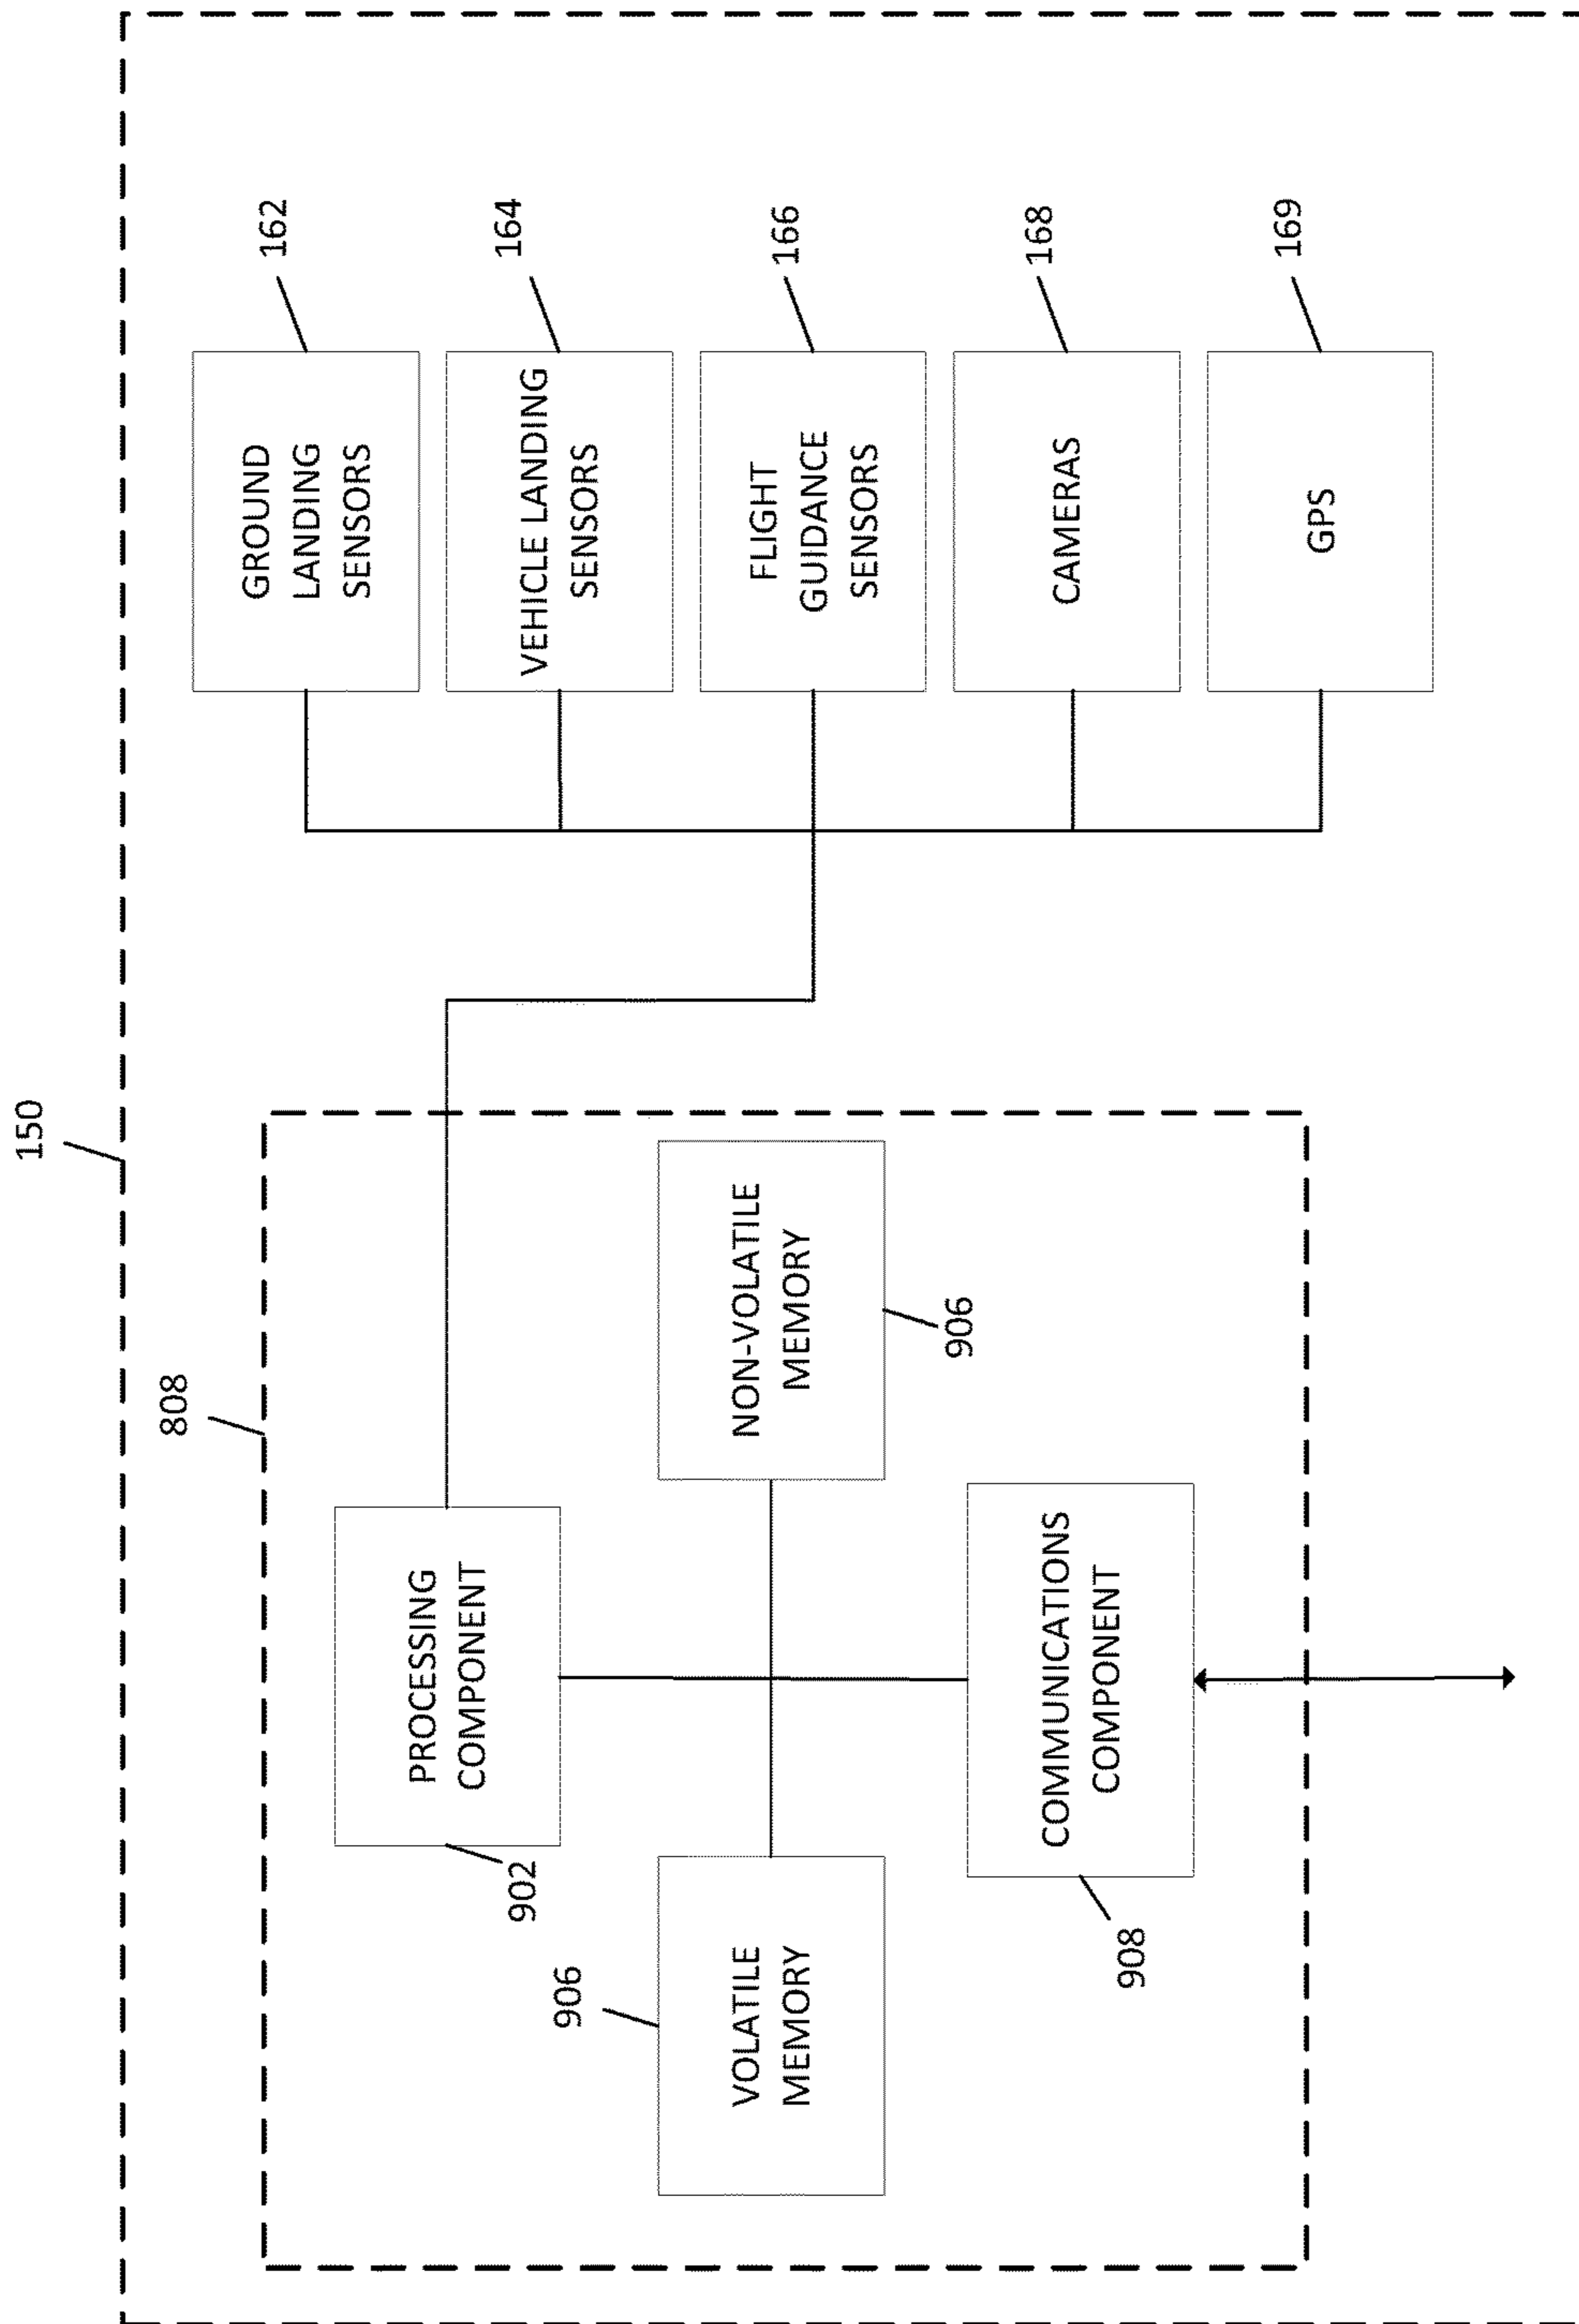 150
808
PROCESSING
COMPONENT
902
VOLATILE
MEMORY
906
NON-VOLATILE
MEMORY
906
COMMUNICATIONS
COMPONENT
908
GROUND
LANDING
SENSORS
162
VEHICLE LANDING
SENSORS
164
FLIGHT
GUIDANCE
SENSORS
166
CAMERAS
168
GPS
169